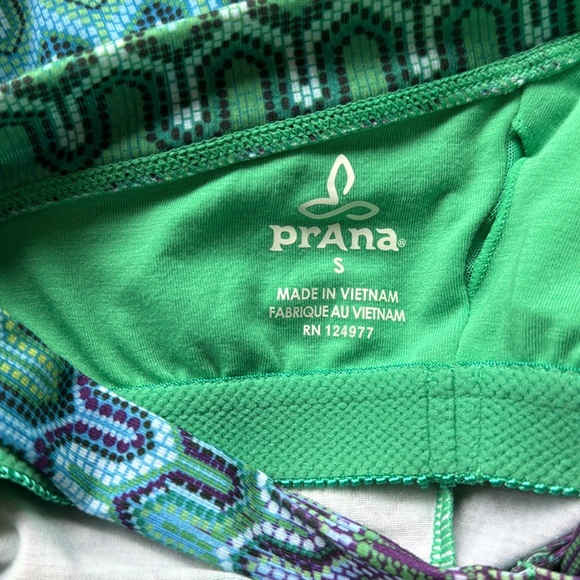 prAna®
S
MADE IN VIETNAM
FABRIQUE AU VIETNAM
RN 124977